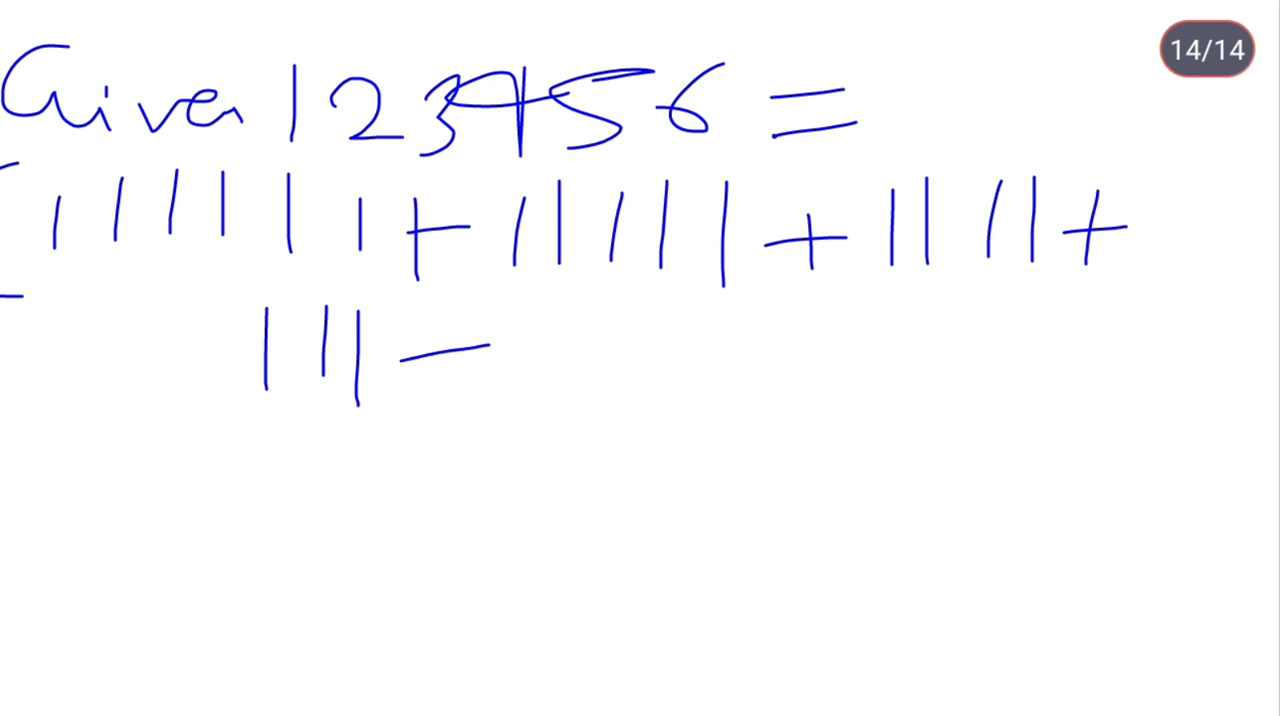 14/14
Given 123456 =
[111111 + 11111 + 1111 +
111 —